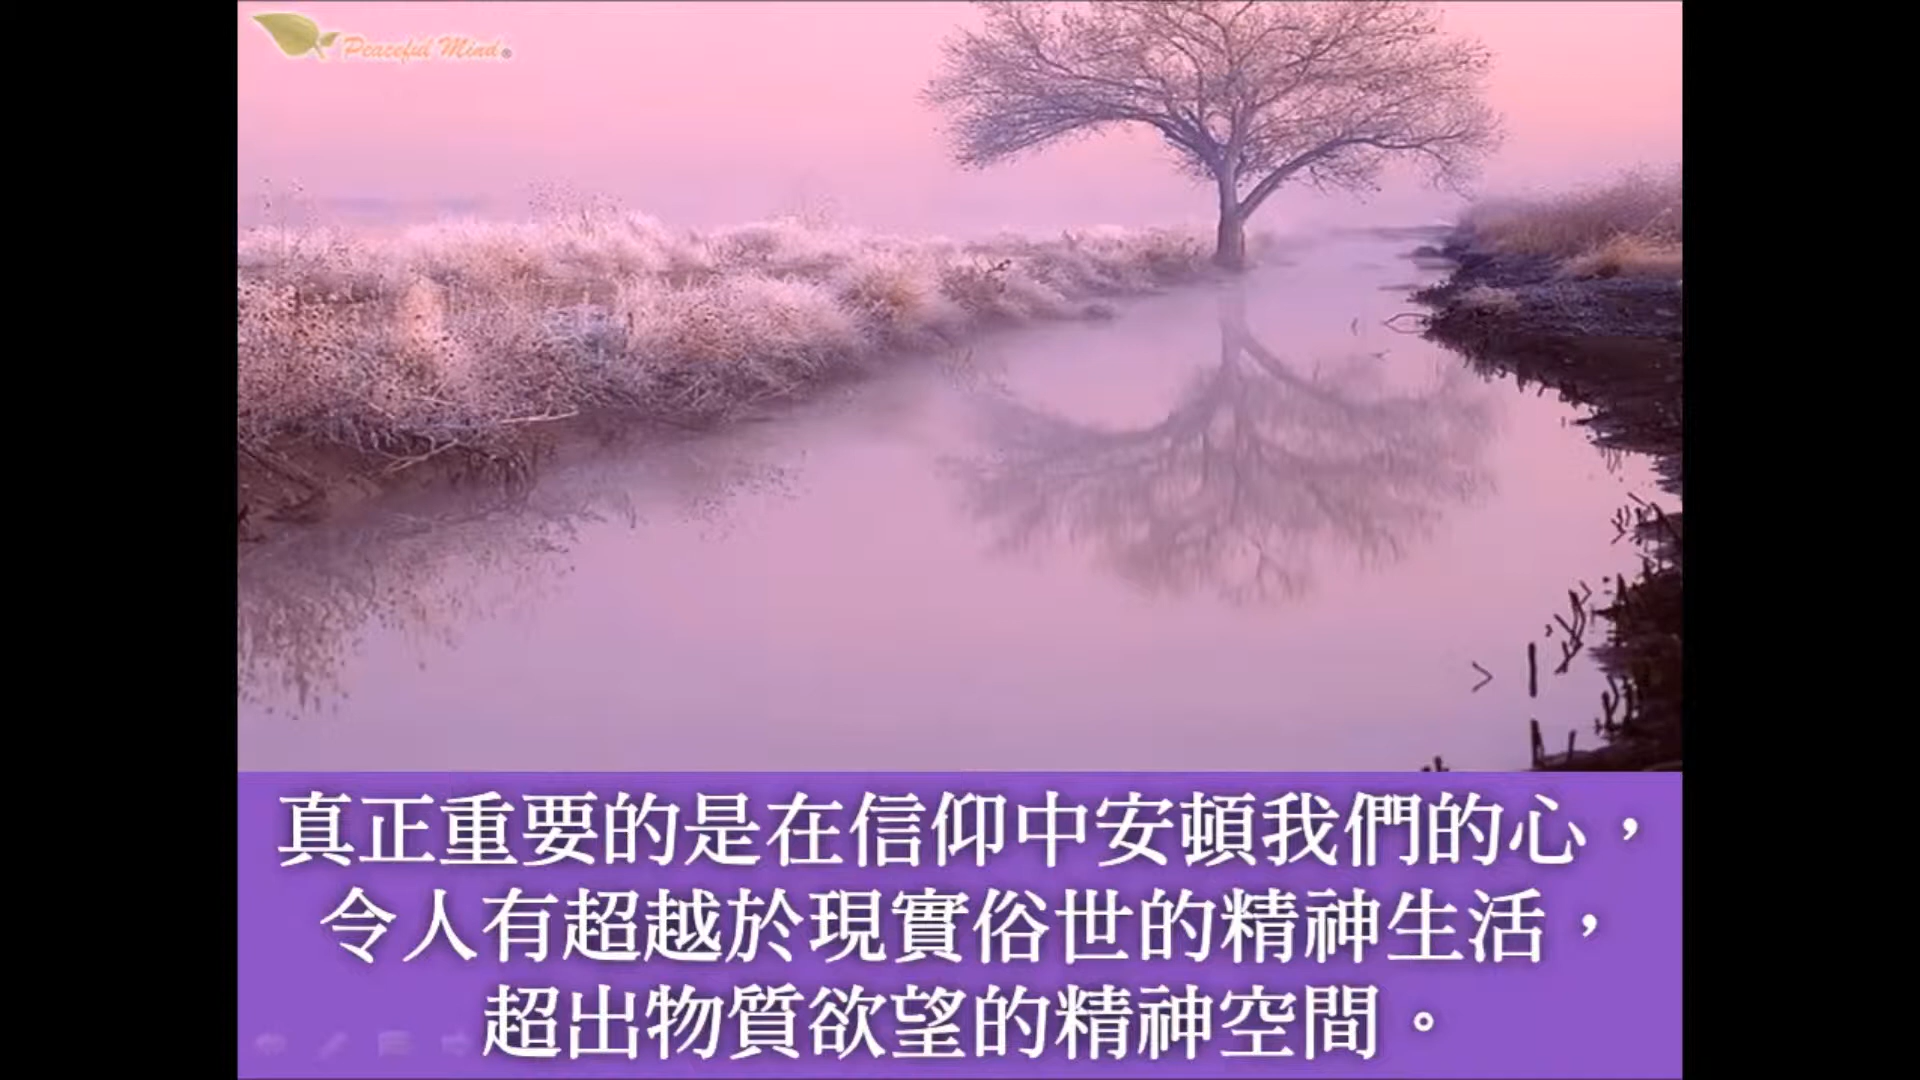 Peaceful Mind®
真正重要的是在信仰中安頓我們的心，
令人有超越於現實俗世的精神生活，
超出物質欲望的精神空間。